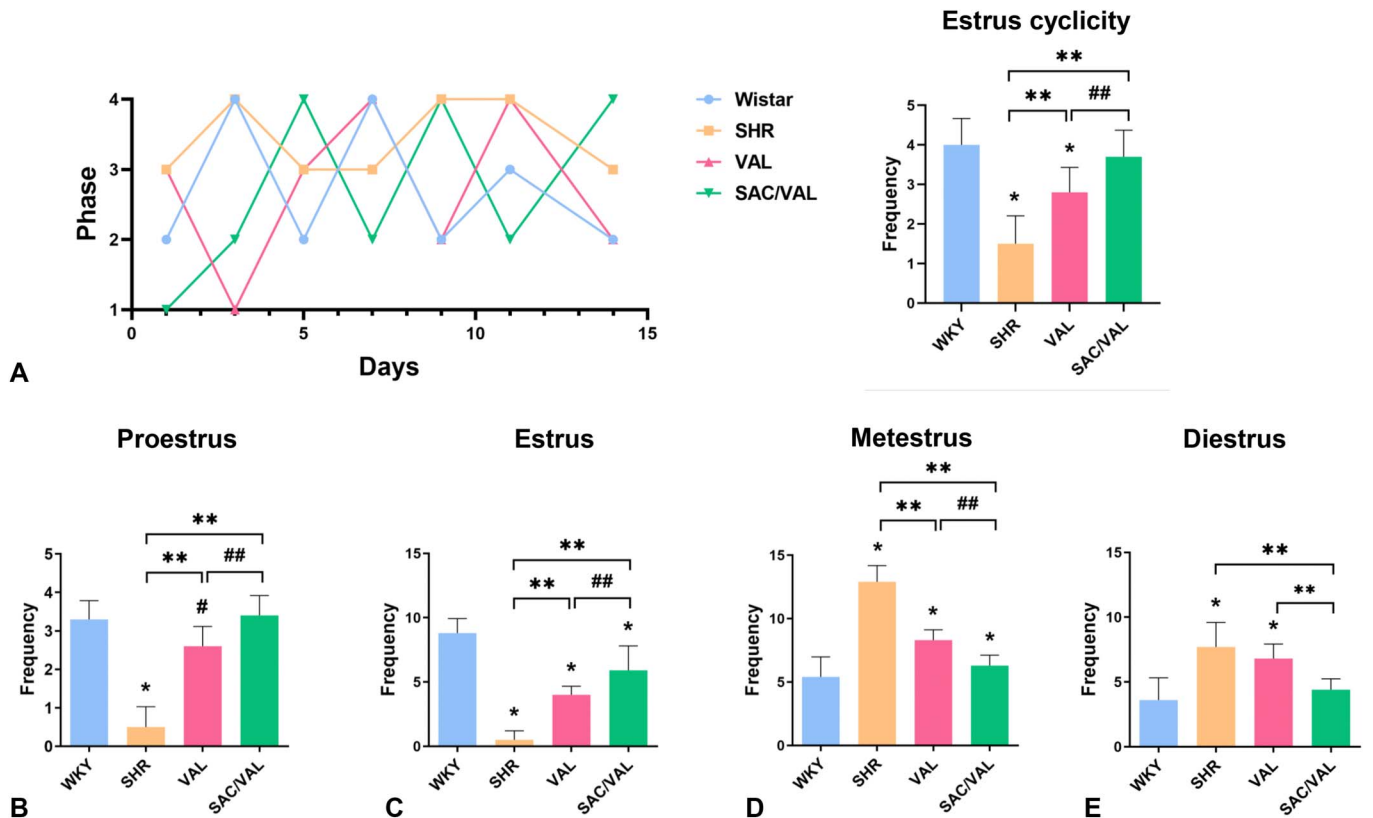 Estrus cyclicity
**
** ##
*
*
Frequency
5
4
3
2
1
0
WKY SHR VAL SAC/VAL
Phase
4
3
2
1
0 5 10 15
Days
Wistar
SHR
VAL
SAC/VAL
A
Proestrus
**
** ##
#
*
Frequency
5
4
3
2
1
0
WKY SHR VAL SAC/VAL
B
Estrus
**
** ##
*
*
*
Frequency
15
10
5
0
WKY SHR VAL SAC/VAL
C
Metestrus
**
** ##
*
*
*
Frequency
15
10
5
0
WKY SHR VAL SAC/VAL
D
Diestrus
**
**
* *
Frequency
15
10
5
0
WKY SHR VAL SAC/VAL
E